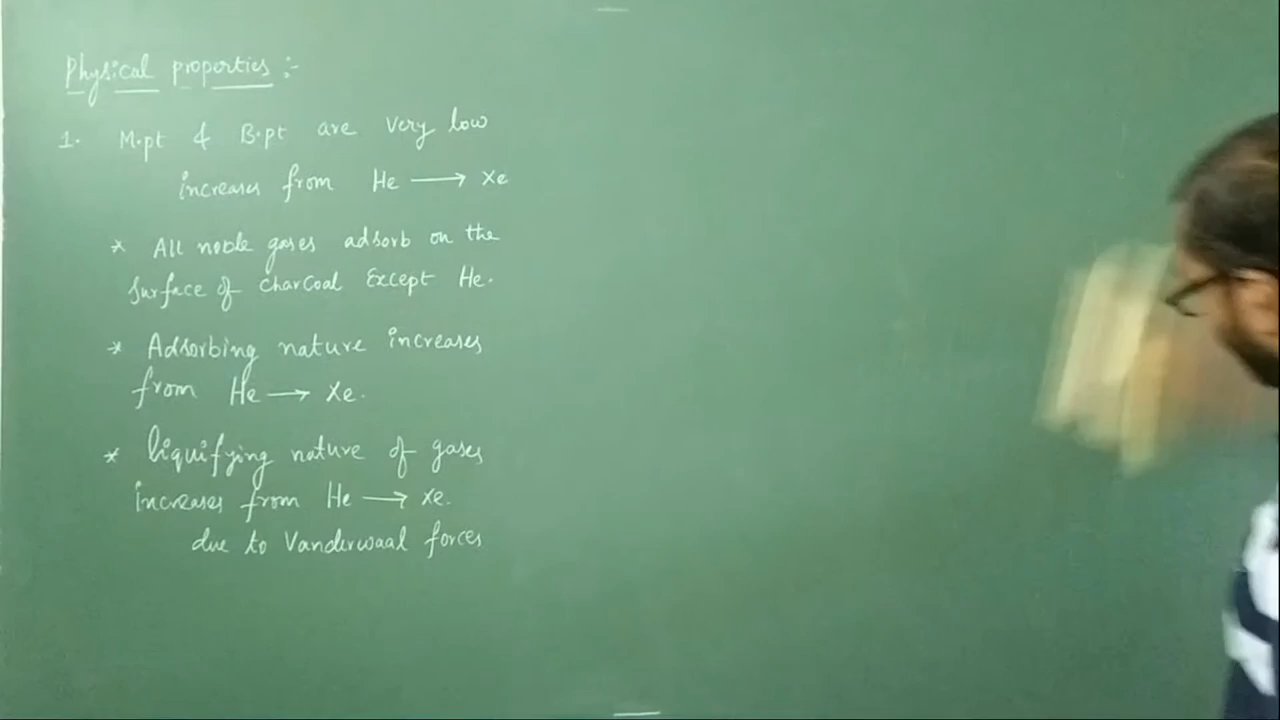 Physical properties :-
1. M.pt & B.pt are very low
increases from He ⟶ Xe
* All noble gases adsorb on the
surface of charcoal Except He.
* Adsorbing nature increases
from He ⟶ Xe.
* liquifying nature of gases
increases from He ⟶ Xe.
due to Vanderwaal forces